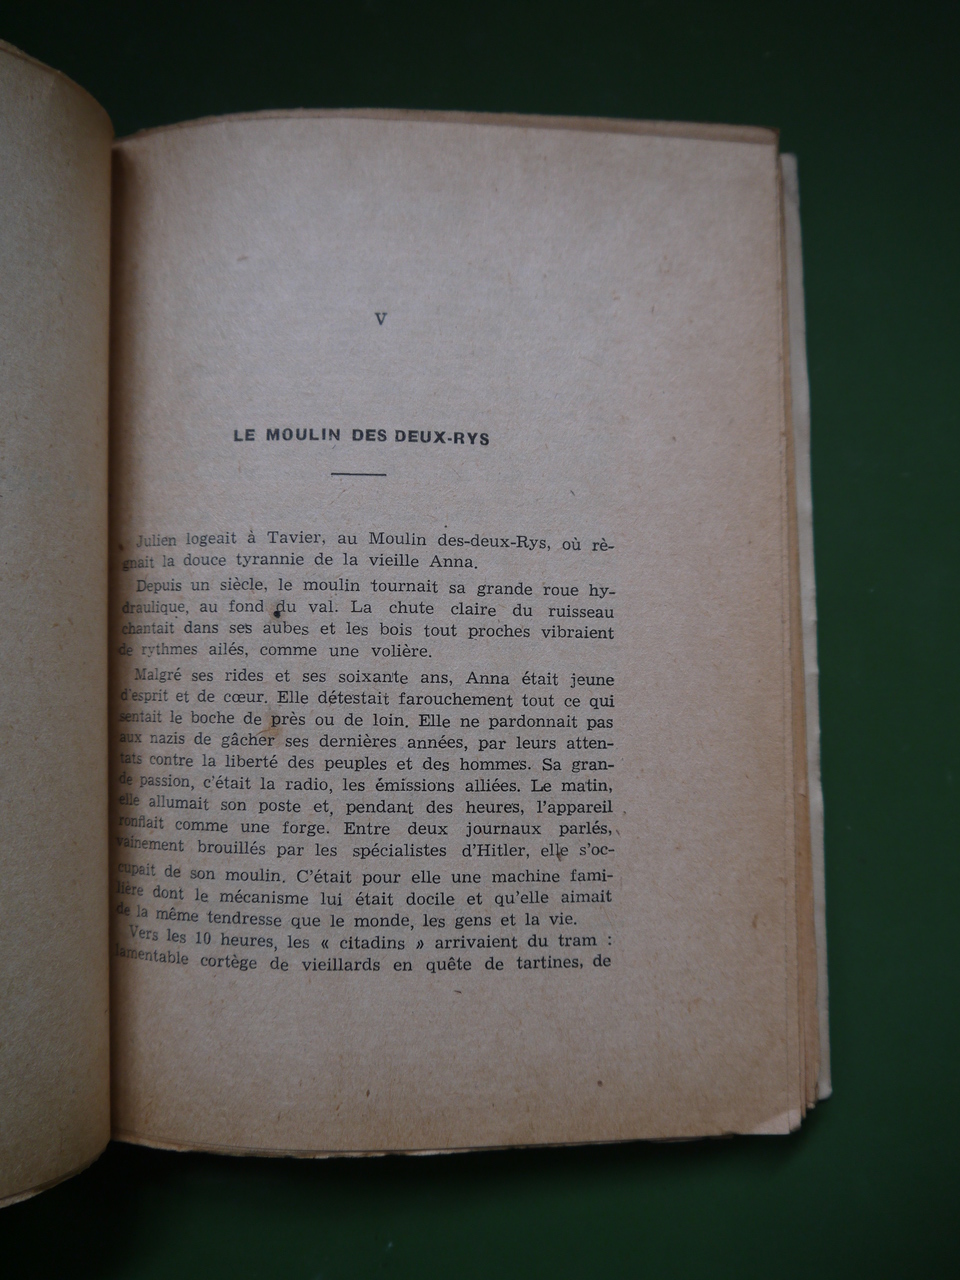 V
LE MOULIN DES DEUX-RYS
Julien logeait à Tavier, au Moulin des-deux-Rys, où rè-
gnait la douce tyrannie de la vieille Anna.
Depuis un siècle, le moulin tournait sa grande roue hy-
draulique, au fond du val. La chute claire du ruisseau
chantait dans ses aubes et les bois tout proches vibraient
de rythmes ailés, comme une volière.
Malgré ses rides et ses soixante ans, Anna était jeune
d'esprit et de cœur. Elle détestait farouchement tout ce qui
sentait le boche de près ou de loin. Elle ne pardonnait pas
aux nazis de gâcher ses dernières années, par leurs atten-
tats contre la liberté des peuples et des hommes. Sa gran-
de passion, c'était la radio, les émissions alliées. Le matin,
elle allumait son poste et, pendant des heures, l'appareil
ronflait comme une forge. Entre deux journaux parlés,
vainement brouillés par les spécialistes d'Hitler, elle s'oc-
cupait de son moulin. C'était pour elle une machine fami-
lière dont le mécanisme lui était docile et qu'elle aimait
de la même tendresse que le monde, les gens et la vie.
Vers les 10 heures, les « citadins » arrivaient du tram :
lamentable cortège de vieillards en quête de tartines, de